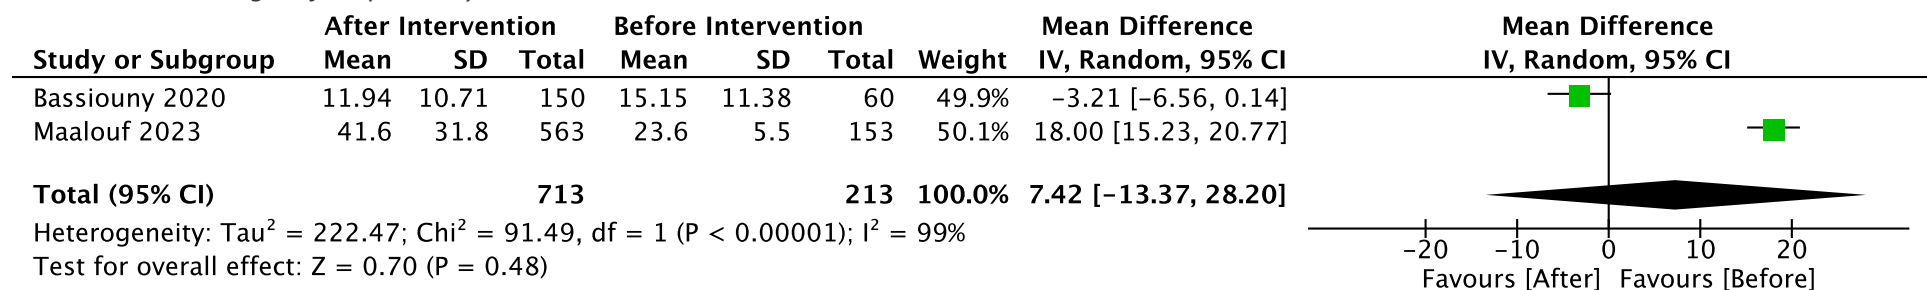 After Intervention Before Intervention Mean Difference Mean Difference
Study or Subgroup Mean SD Total Mean SD Total Weight IV, Random, 95% CI IV, Random, 95% CI
Bassiouny 2020 11.94 10.71 150 15.15 11.38 60 49.9% −3.21 [−6.56, 0.14]
Maalouf 2023 41.6 31.8 563 23.6 5.5 153 50.1% 18.00 [15.23, 20.77]
Total (95% CI) 713 213 100.0% 7.42 [−13.37, 28.20]
Heterogeneity: Tau² = 222.47; Chi² = 91.49, df = 1 (P < 0.00001); I² = 99%
Test for overall effect: Z = 0.70 (P = 0.48)
−20 −10 0 10 20
Favours [After] Favours [Before]